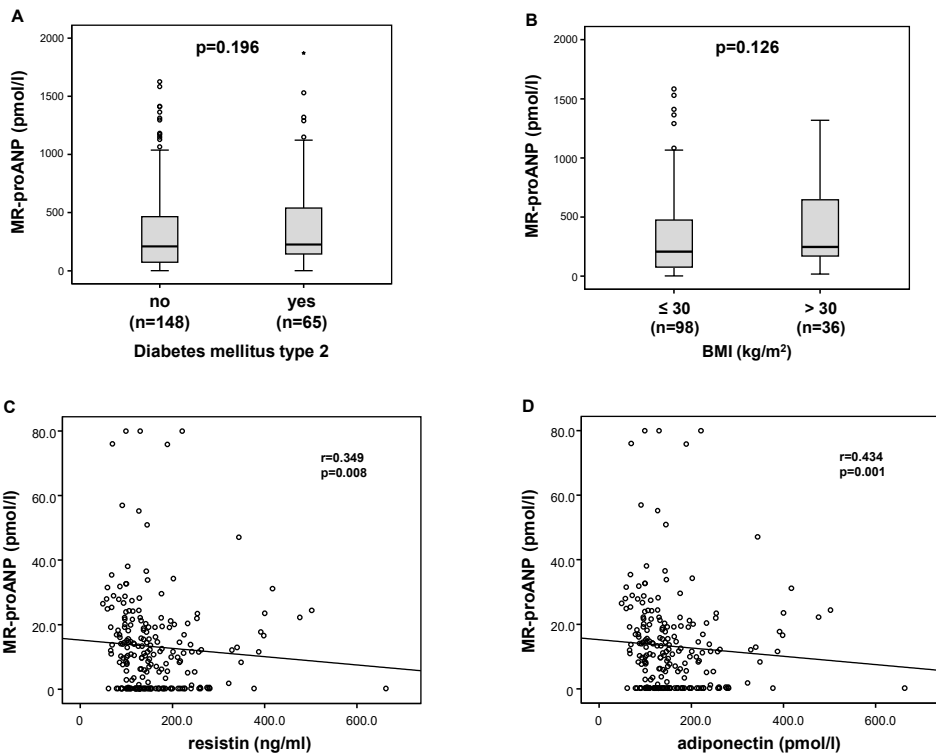 A
p=0.196
MR-proANP (pmol/l)
2000
1500
1000
500
0
no
yes
(n=148)
(n=65)
Diabetes mellitus type 2
B
p=0.126
MR-proANP (pmol/l)
2000
1500
1000
500
0
≤ 30
> 30
(n=98)
(n=36)
BMI (kg/m²)
C
r=0.349
p=0.008
MR-proANP (pmol/l)
80.0
60.0
40.0
20.0
0
0
200.0
400.0
600.0
resistin (ng/ml)
D
r=0.434
p=0.001
MR-proANP (pmol/l)
80.0
60.0
40.0
20.0
0
0
200.0
400.0
600.0
adiponectin (pmol/l)